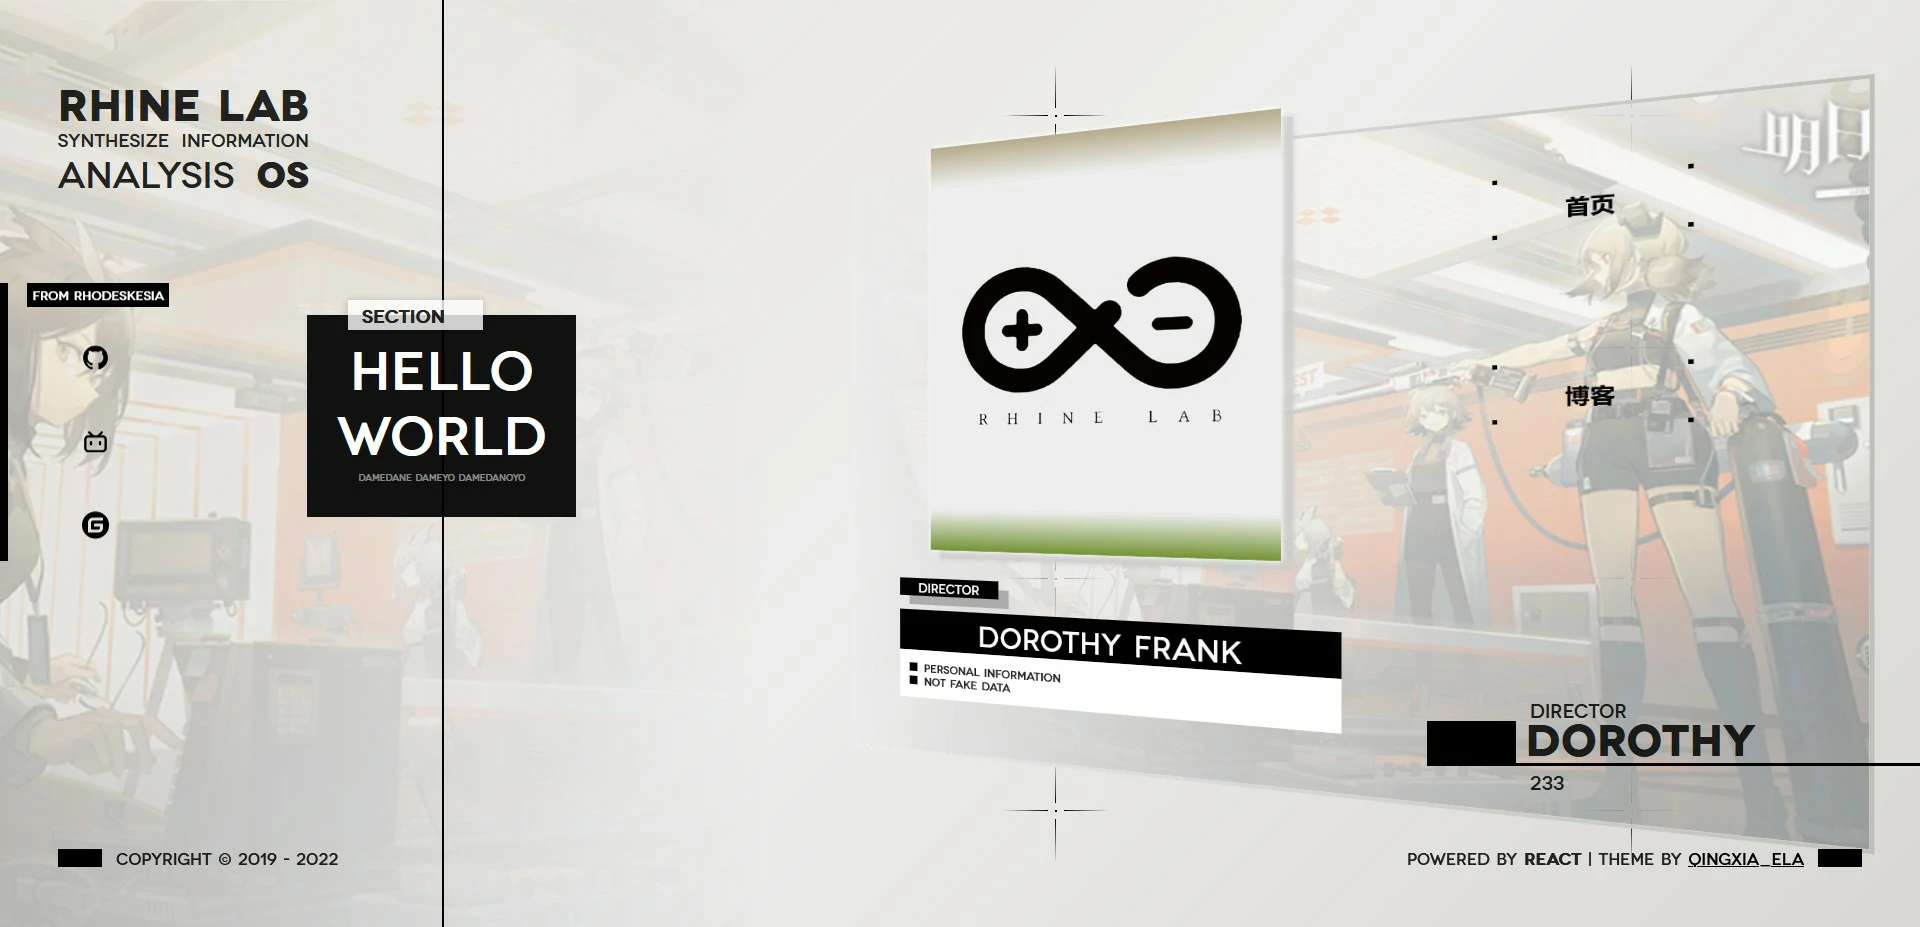 RHINE LAB
SYNTHESIZE INFORMATION
ANALYSIS OS
FROM RHODESKESIA
SECTION
HELLO
WORLD
DAMEDANE DAMEYO DAMEDANOYO
COPYRIGHT © 2019 - 2022
RHINE LAB
DIRECTOR
DOROTHY FRANK
PERSONAL INFORMATION
NOT FAKE DATA
明日
首页
博客
DIRECTOR
DOROTHY
233
POWERED BY REACT | THEME BY QINGXIA_ELA